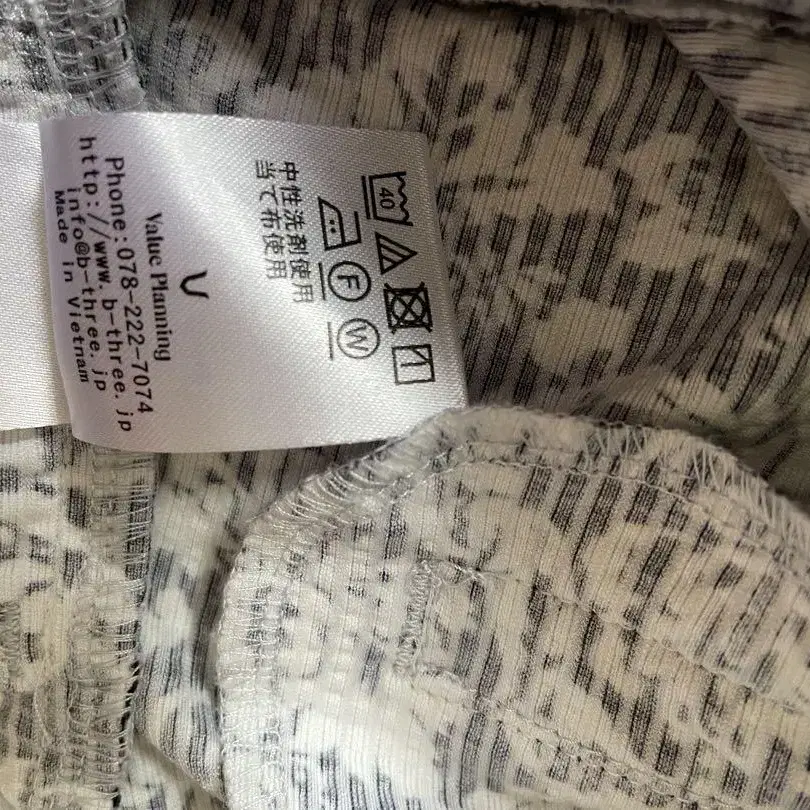 40
F
W
中性洗剤使用
当て布使用
Value Planning
Phone:078-222-7074
http://www.b-three.jp
info@b-three.jp
Made in Vietnam